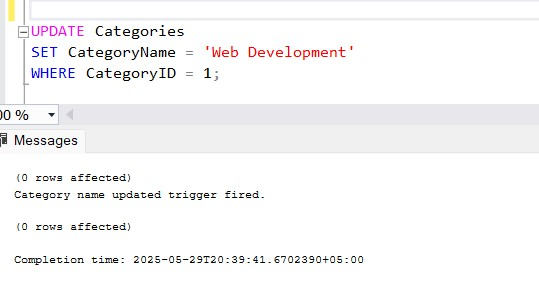 UPDATE Categories
SET CategoryName = 'Web Development'
WHERE CategoryID = 1;
00 %
Messages
(0 rows affected)
Category name updated trigger fired.
(0 rows affected)
Completion time: 2025-05-29T20:39:41.6702390+05:00